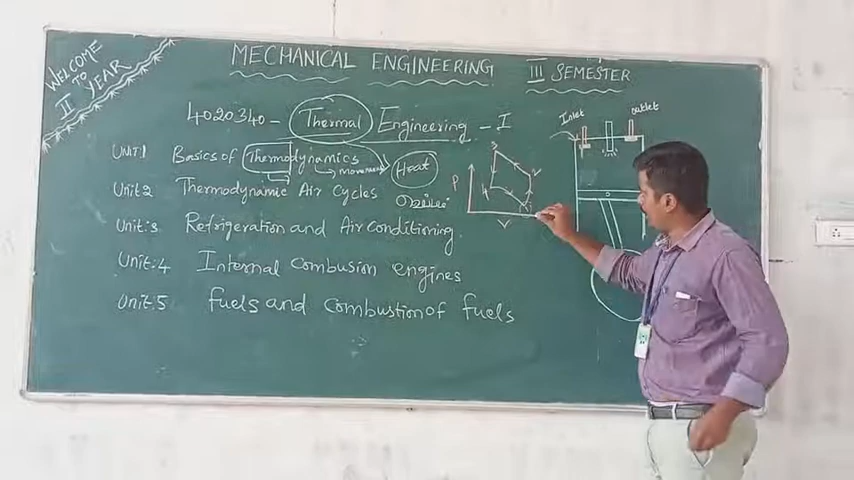 WELCOME
TO
II YEAR
MECHANICAL ENGINEERING III SEMESTER
4020340 - Thermal Engineering - I
Inlet
outlet
UNIT 1 Basics of Thermodynamics
movement
Heat
Unit 2 Thermodynamic Air Cycles
P
V
Unit: 3 Refrigeration and Air conditioning.
Unit: 4 Internal combusion engines
Unit: 5 fuels and combustion of fuels